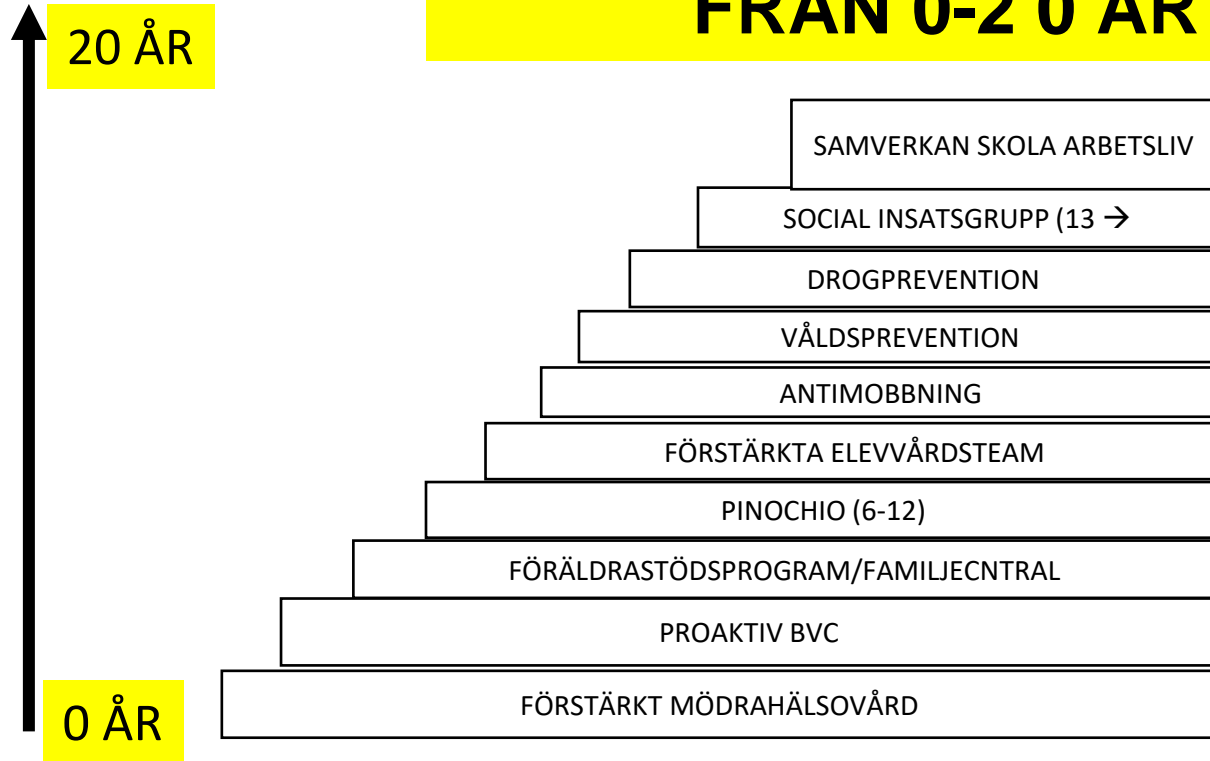 FRÅN 0-2 0 ÅR
20 ÅR
SAMVERKAN SKOLA ARBETSLIV
SOCIAL INSATSGRUPP (13 →
DROGPREVENTION
VÅLDSPREVENTION
ANTIMOBBNING
FÖRSTÄRKTA ELEVVÅRDSTEAM
PINOCHIO (6-12)
FÖRÄLDRASTÖDSPROGRAM/FAMILJECNTRAL
PROAKTIV BVC
FÖRSTÄRKT MÖDRAHÄLSOVÅRD
0 ÅR